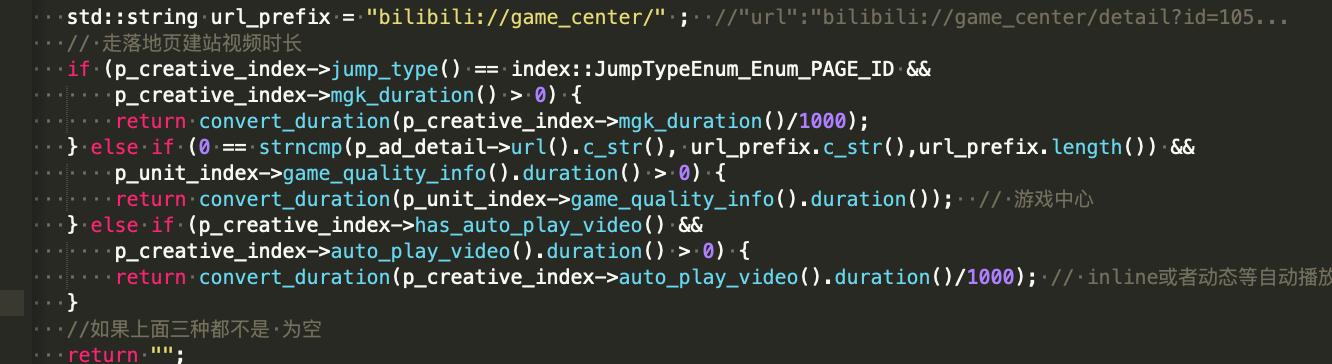 std::string url_prefix = "bilibili://game_center/" ; //"url":"bilibili://game_center/detail?id=105...
// 走落地页建站视频时长
if (p_creative_index->jump_type() == index::JumpTypeEnum_Enum_PAGE_ID &&
p_creative_index->mgk_duration() > 0) {
return convert_duration(p_creative_index->mgk_duration()/1000);
} else if (0 == strncmp(p_ad_detail->url().c_str(), url_prefix.c_str(),url_prefix.length()) &&
p_unit_index->game_quality_info().duration() > 0) {
return convert_duration(p_unit_index->game_quality_info().duration()); // 游戏中心
} else if (p_creative_index->has_auto_play_video() &&
p_creative_index->auto_play_video().duration() > 0) {
return convert_duration(p_creative_index->auto_play_video().duration()/1000); // inline或者动态等自动播放
}
//如果上面三种都不是 为空
return "";